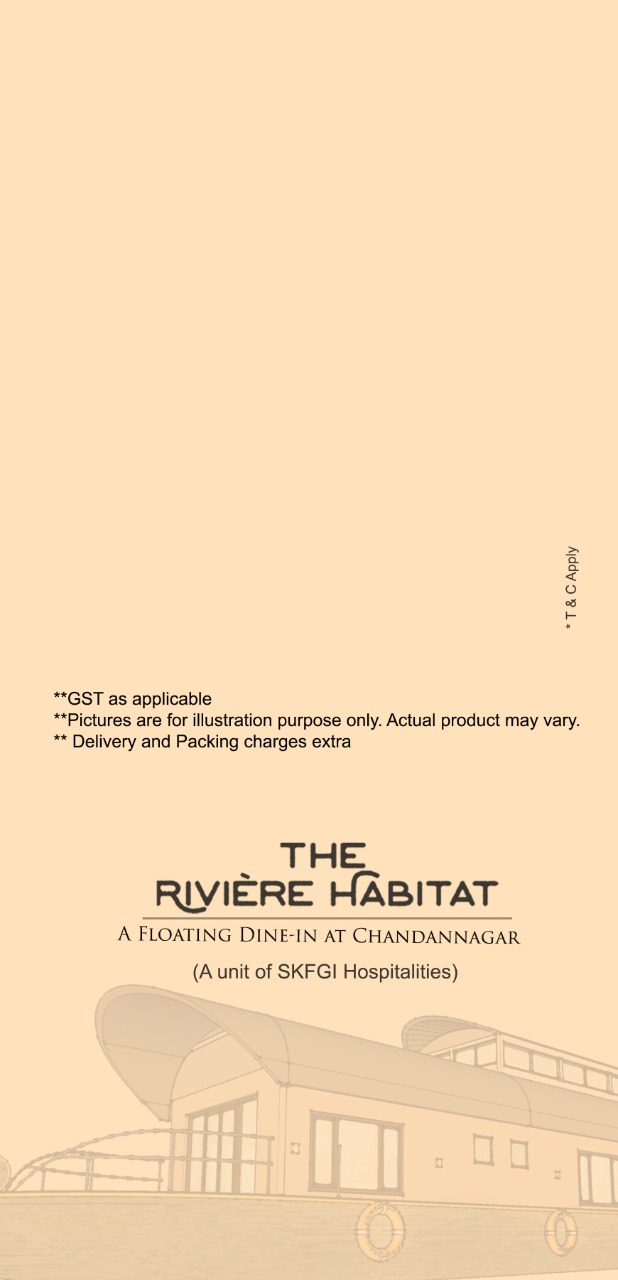 * T & C Apply
**GST as applicable
**Pictures are for illustration purpose only. Actual product may vary.
** Delivery and Packing charges extra
THE
RIVIÈRE HABITAT
A FLOATING DINE-IN AT CHANDANNAGAR
(A unit of SKFGI Hospitalities)